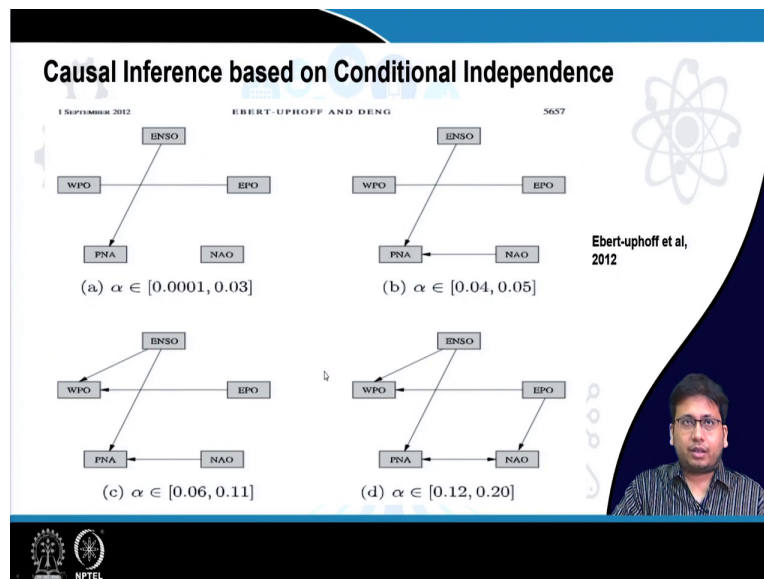 Causal Inference based on Conditional Independence
1 SEPTEMBER 2012 EBERT-UPHOFF AND DENG 5657
ENSO
WPO EPO
PNA NAO
(a) α ∈ [0.0001, 0.03]
ENSO
WPO EPO
PNA NAO
(b) α ∈ [0.04, 0.05]
Ebert-uphoff et al,
2012
ENSO
WPO EPO
PNA NAO
(c) α ∈ [0.06, 0.11]
ENSO
WPO EPO
PNA NAO
(d) α ∈ [0.12, 0.20]
NPTEL